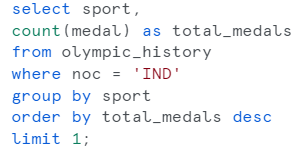 select sport,
count(medal) as total_medals
from olympic_history
where noc = 'IND'
group by sport
order by total_medals desc
limit 1;